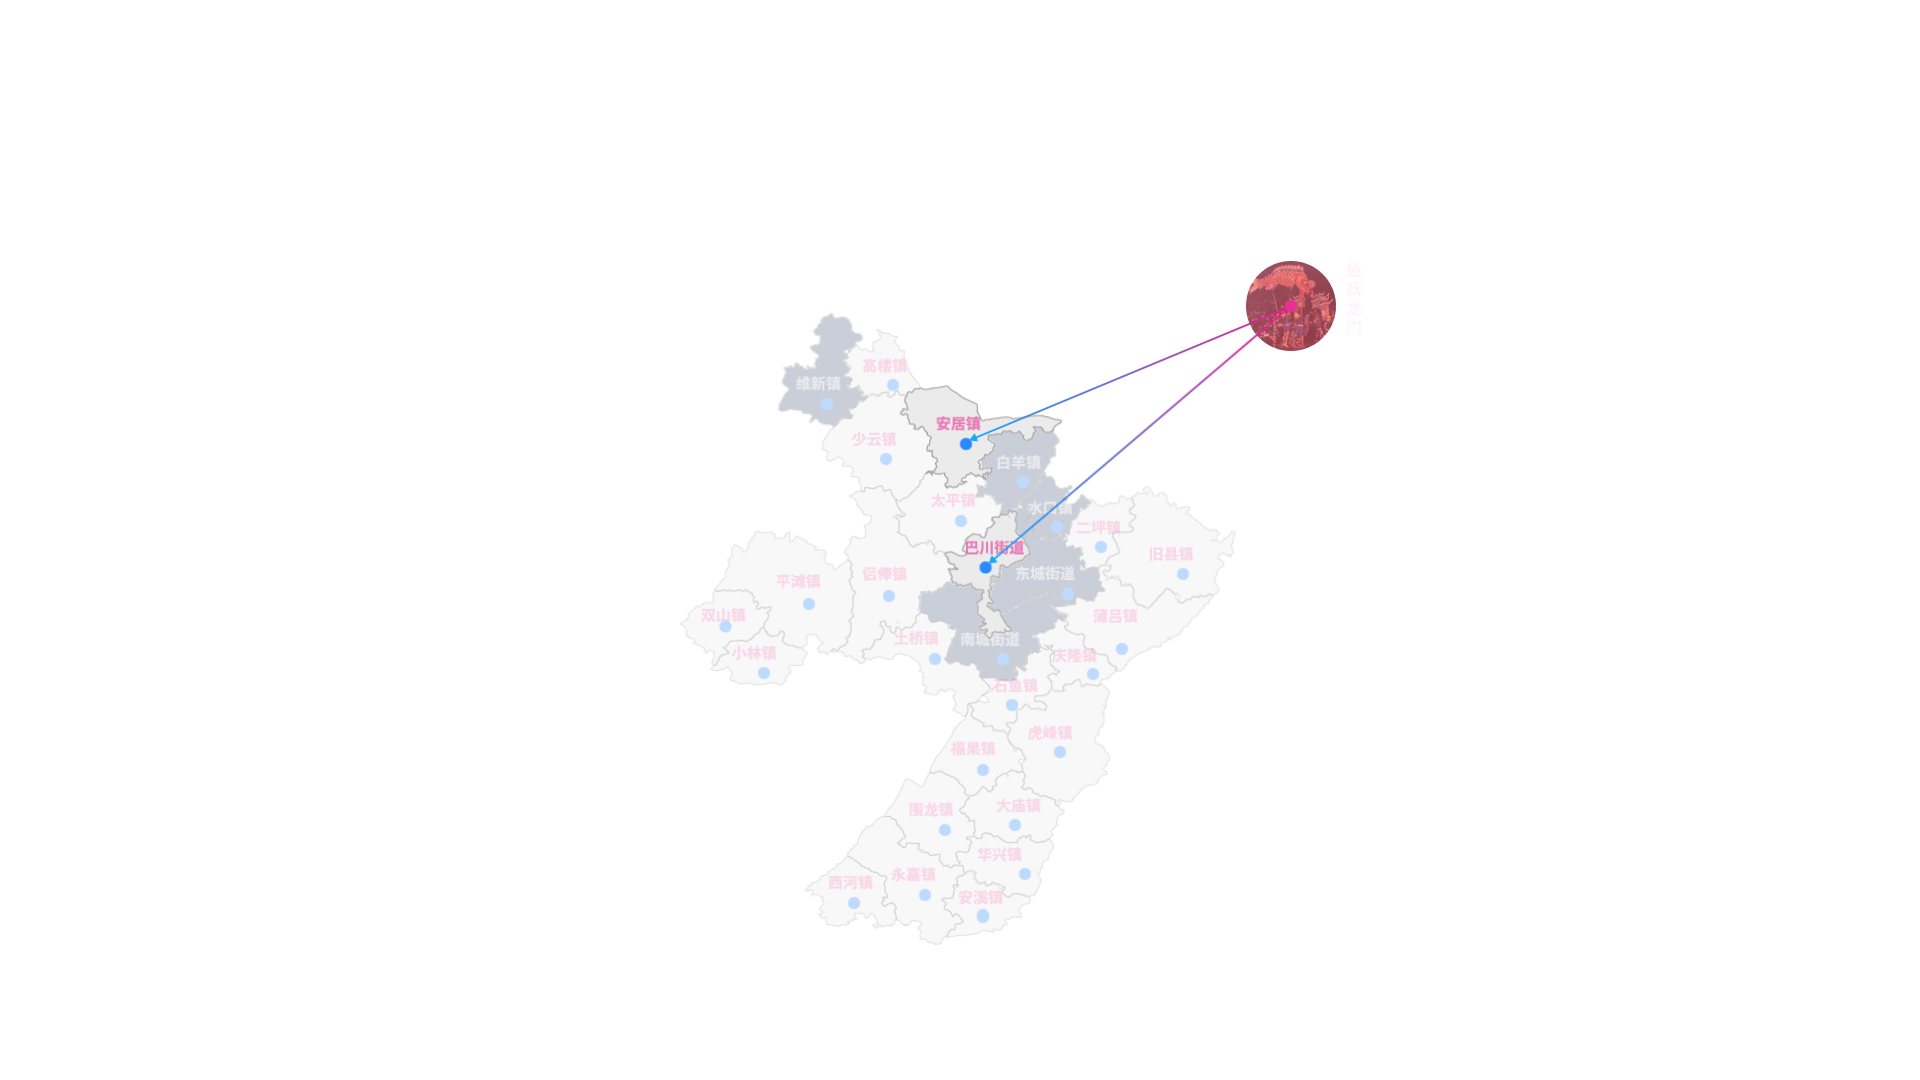 鱼跃龙门
高楼镇
维新镇
安居镇
少云镇
白羊镇
太平镇
水口镇
二坪镇
巴川街道
旧县镇
侣俸镇
东城街道
平滩镇
双山镇
蒲吕镇
土桥镇
南城街道
小林镇
庆隆镇
石鱼镇
虎峰镇
福果镇
围龙镇
大庙镇
华兴镇
永嘉镇
西河镇
安溪镇